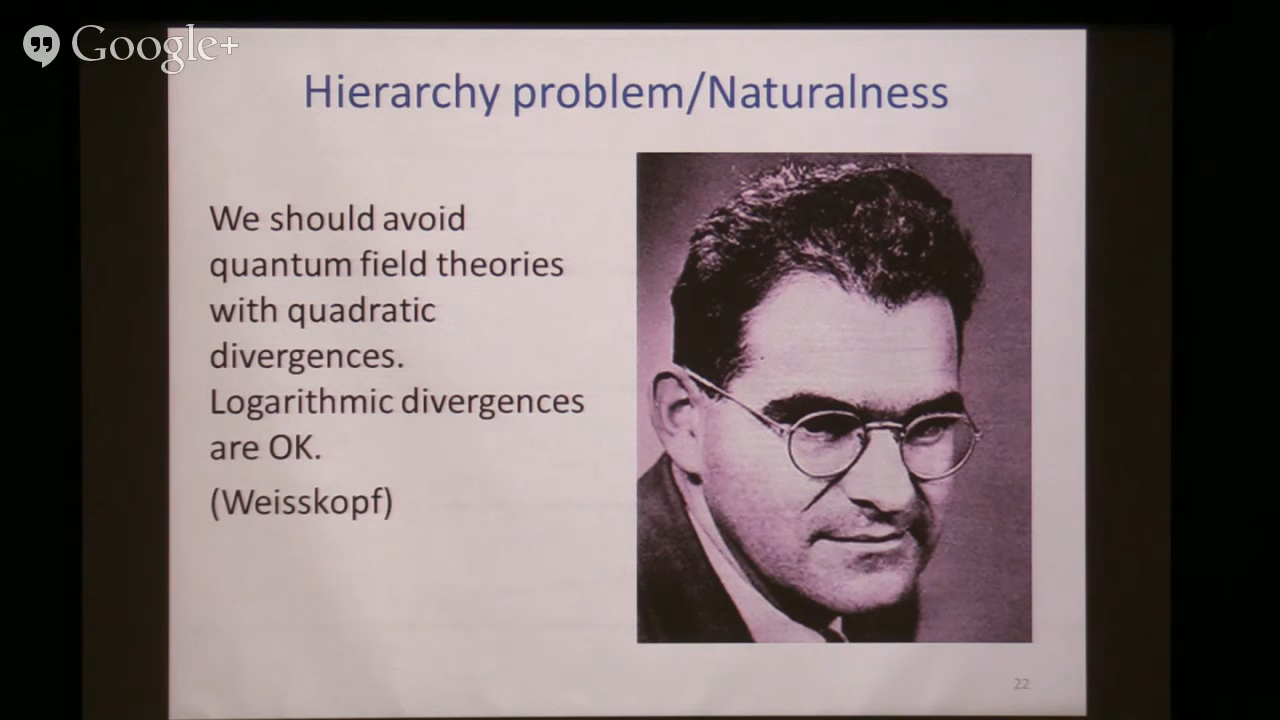 Google+
Hierarchy problem/Naturalness
We should avoid
quantum field theories
with quadratic
divergences.
Logarithmic divergences
are OK.
(Weisskopf)
22